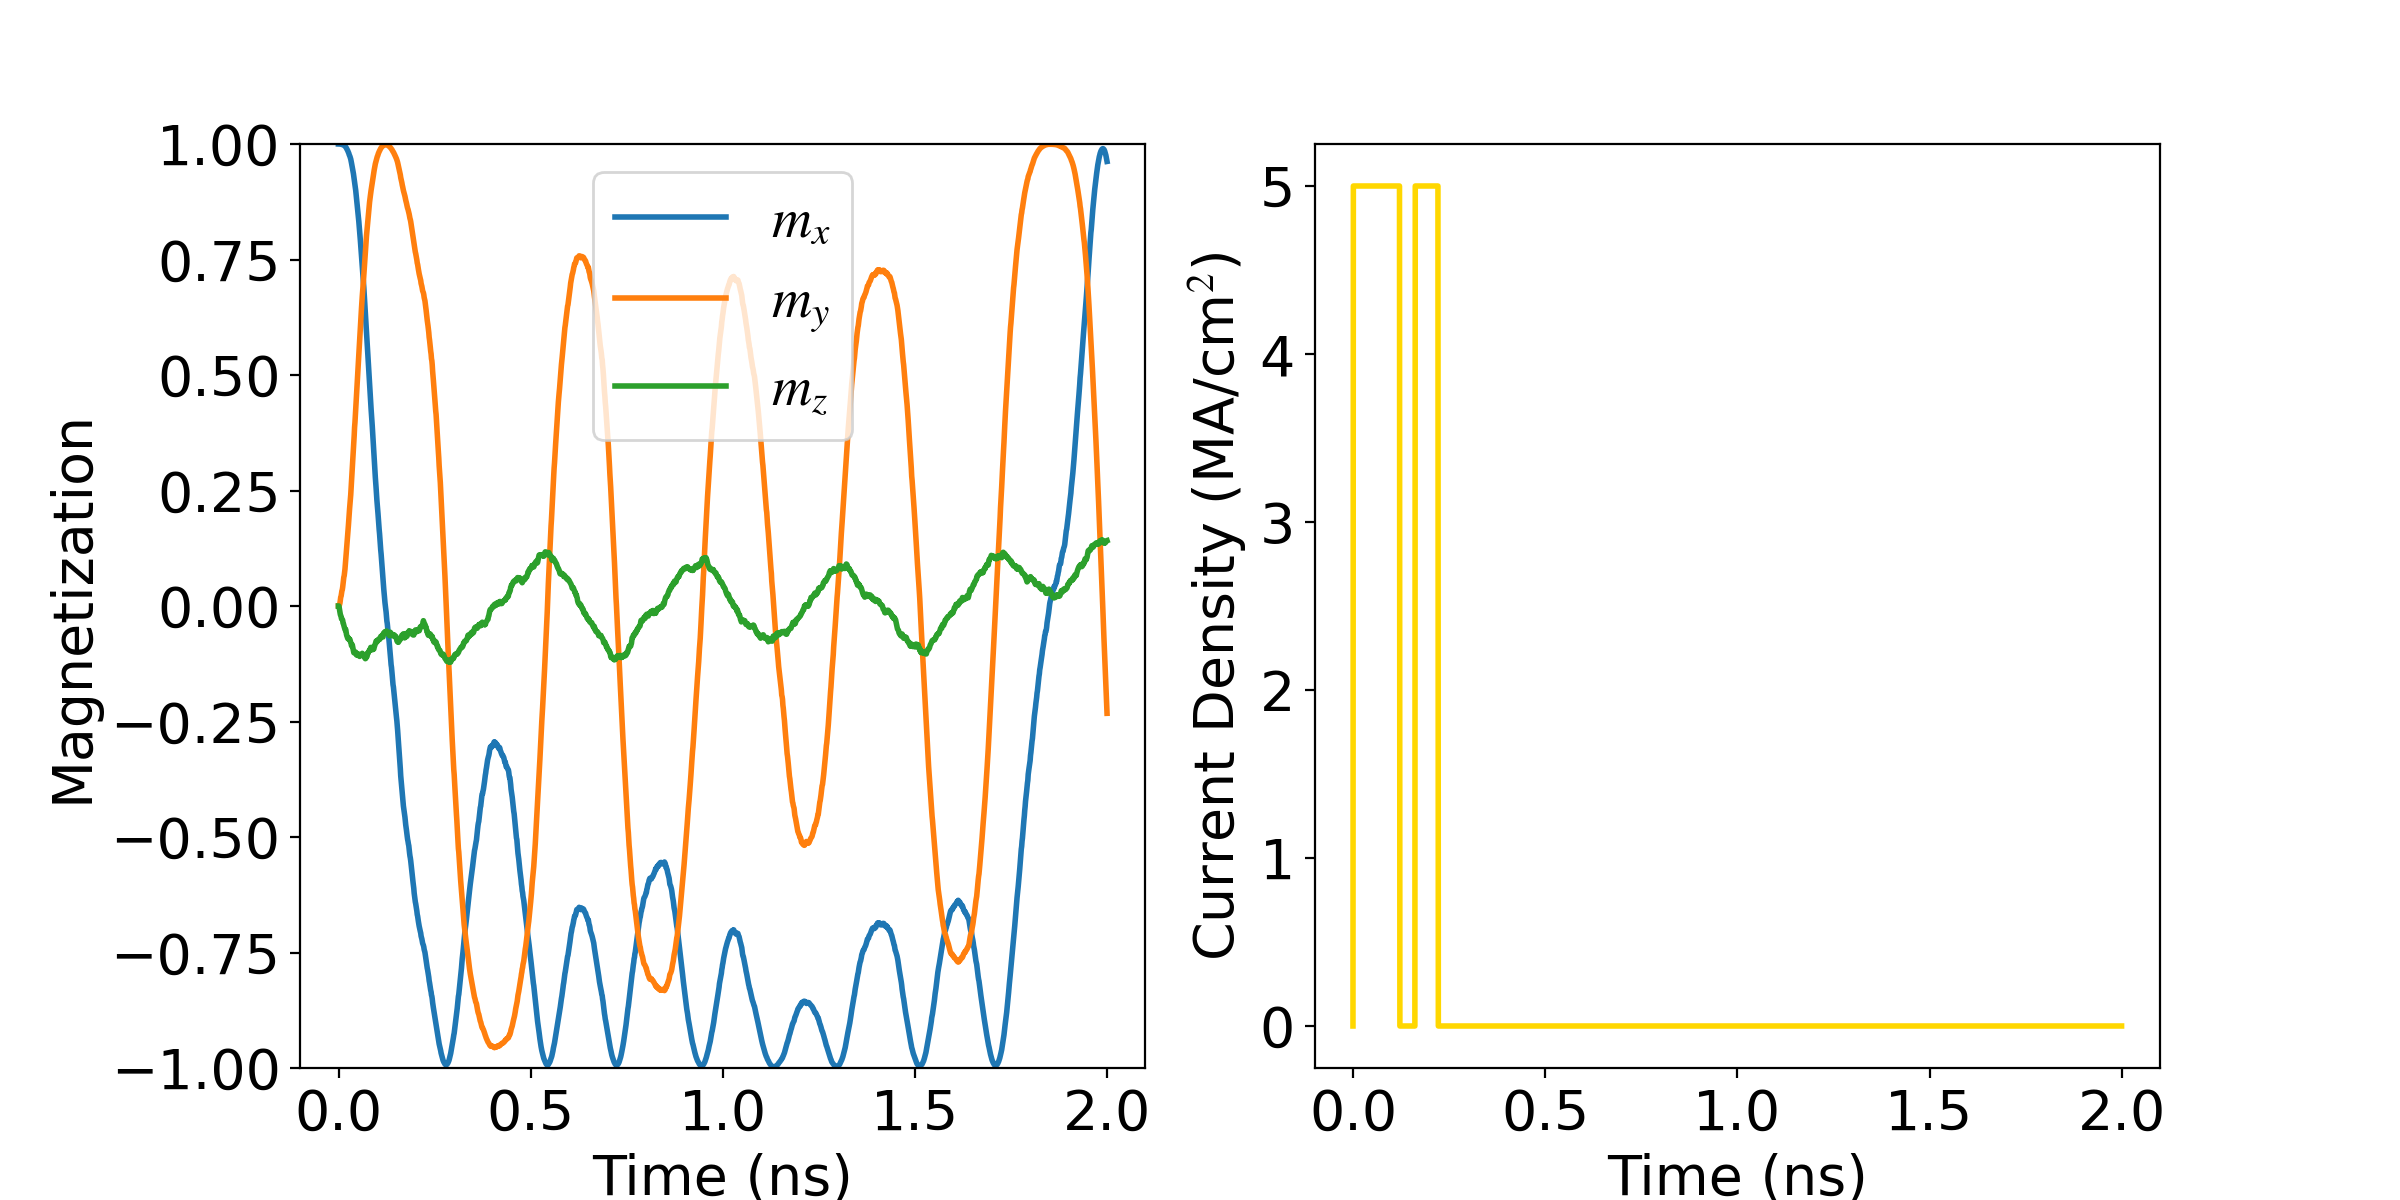 Magnetization
1.00
0.75
0.50
0.25
0.00
−0.25
−0.50
−0.75
−1.00
0.0 0.5 1.0 1.5 2.0
Time (ns)
m_x
m_y
m_z
Current Density (MA/cm²)
5
4
3
2
1
0
0.0 0.5 1.0 1.5 2.0
Time (ns)